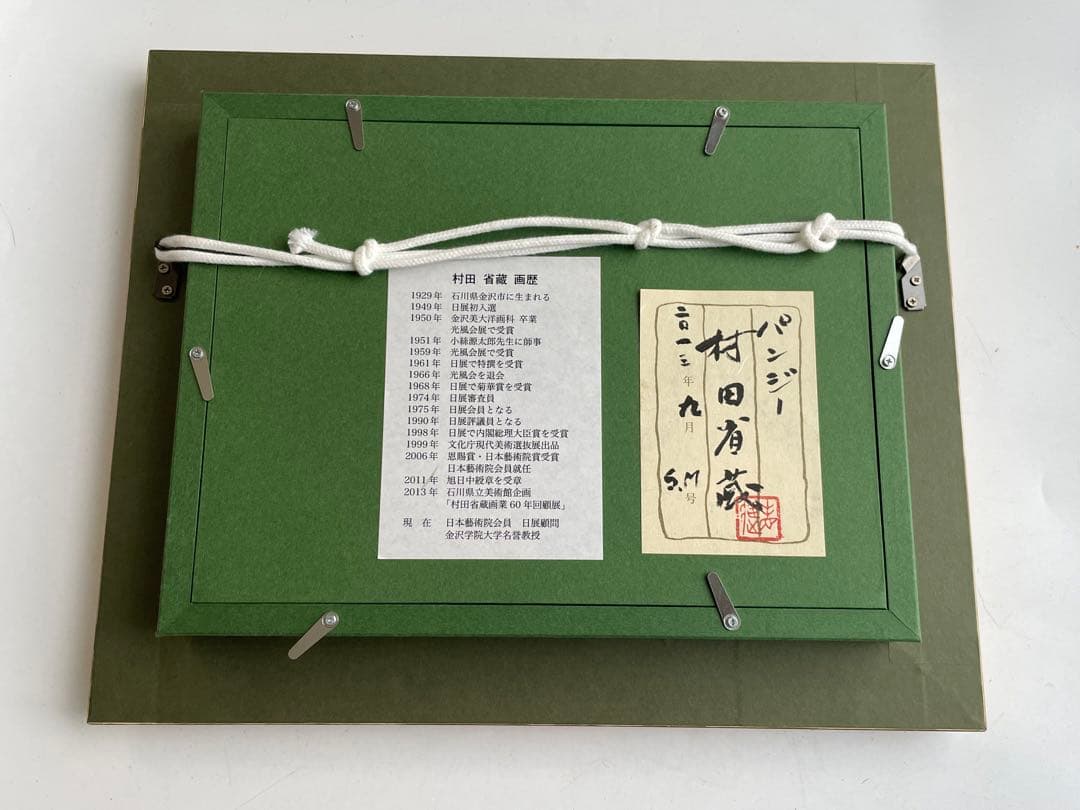 村田 省蔵 画歴
1929年 石川県金沢市に生まれる
1949年 日展初入選
1950年 金沢美大洋画科 卒業
光風会展で受賞
1951年 小絲源太郎先生に師事
1959年 光風会展で受賞
1961年 日展で特撰を受賞
1966年 光風会を退会
1968年 日展で菊華賞を受賞
1974年 日展審査員
1975年 日展会員となる
1990年 日展評議員となる
1998年 日展で内閣総理大臣賞を受賞
1999年 文化庁現代美術選抜展出品
2006年 恩賜賞・日本藝術院賞受賞
日本藝術院会員就任
2011年 旭日中綬章を受章
2013年 石川県立美術館企画
「村田省蔵画業60年回顧展」
現 在 日本藝術院会員 日展顧問
金沢学院大学名誉教授
パンジー
村田省蔵
二〇一三年九月 号